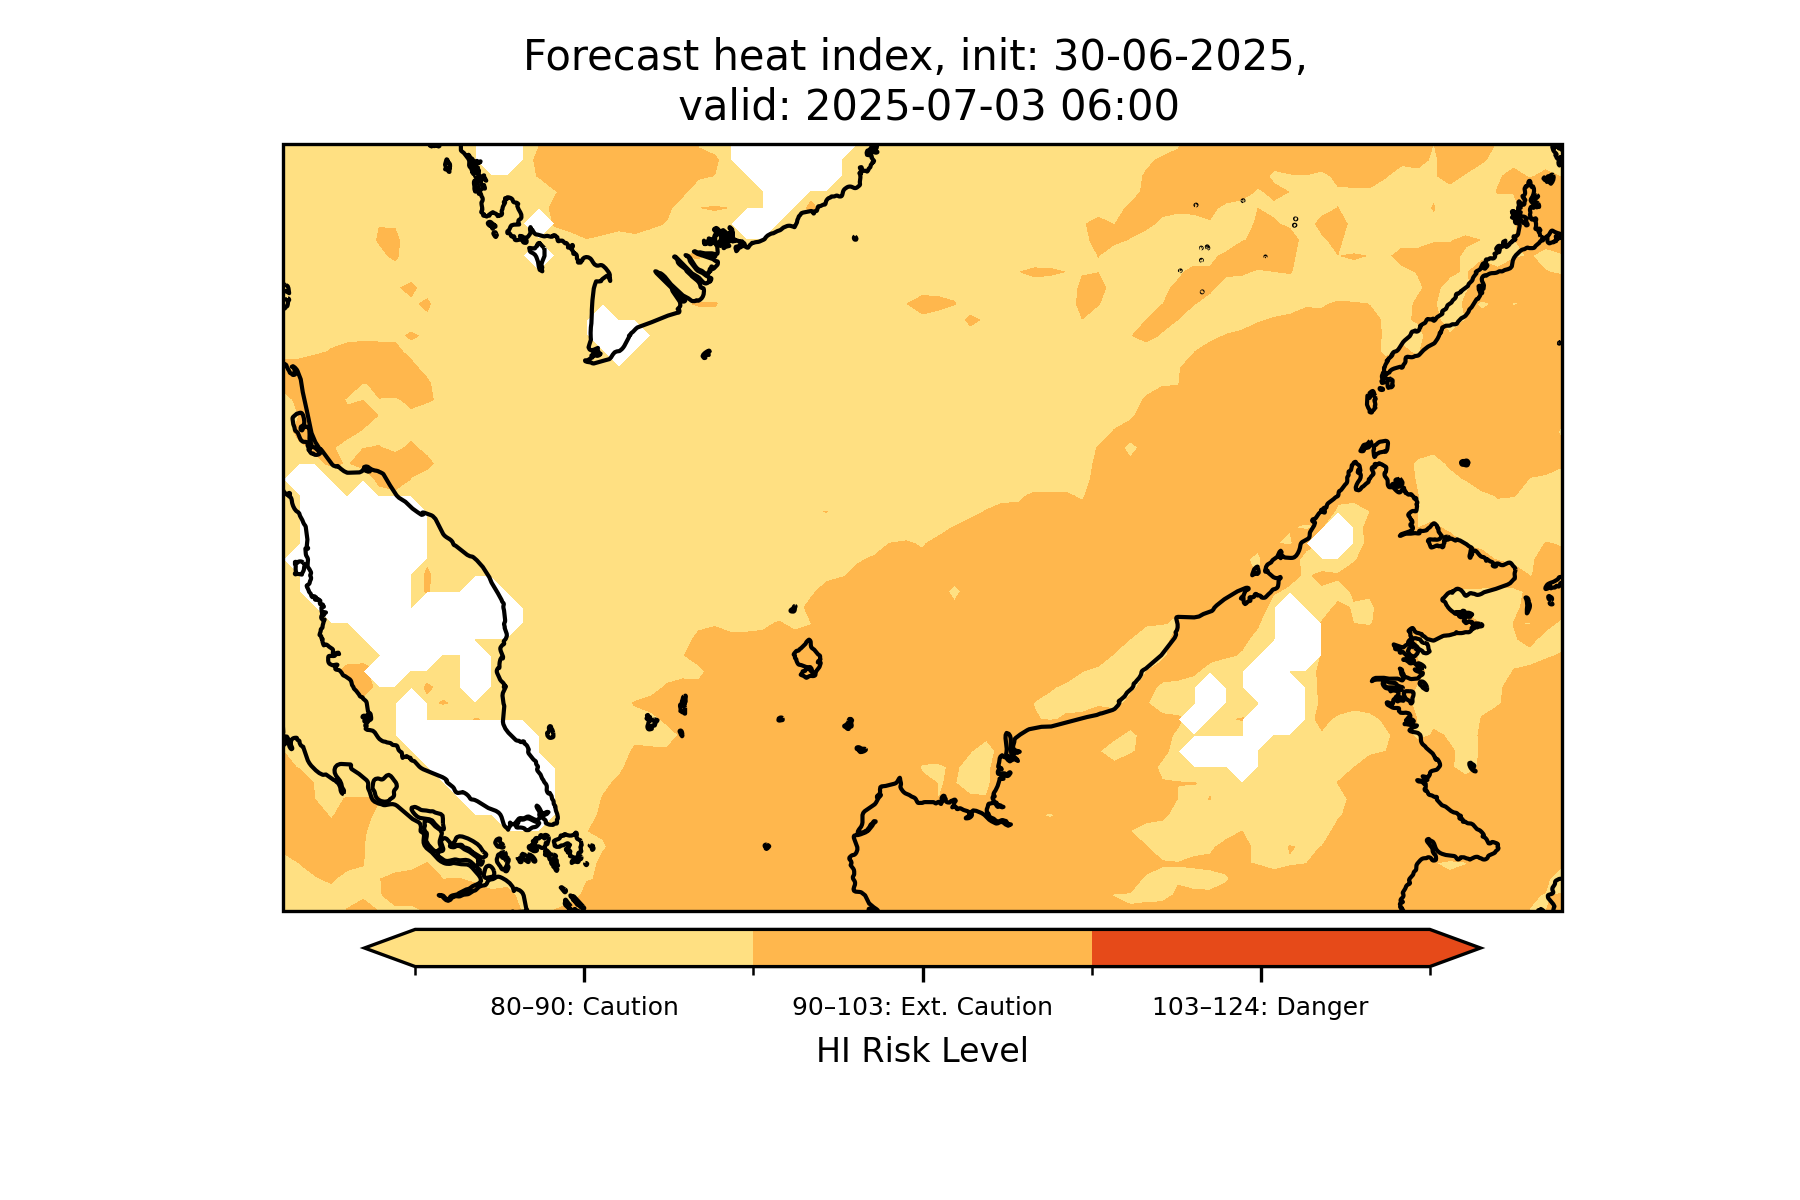 Forecast heat index, init: 30-06-2025,
valid: 2025-07-03 06:00
80–90: Caution
90–103: Ext. Caution
103–124: Danger
HI Risk Level